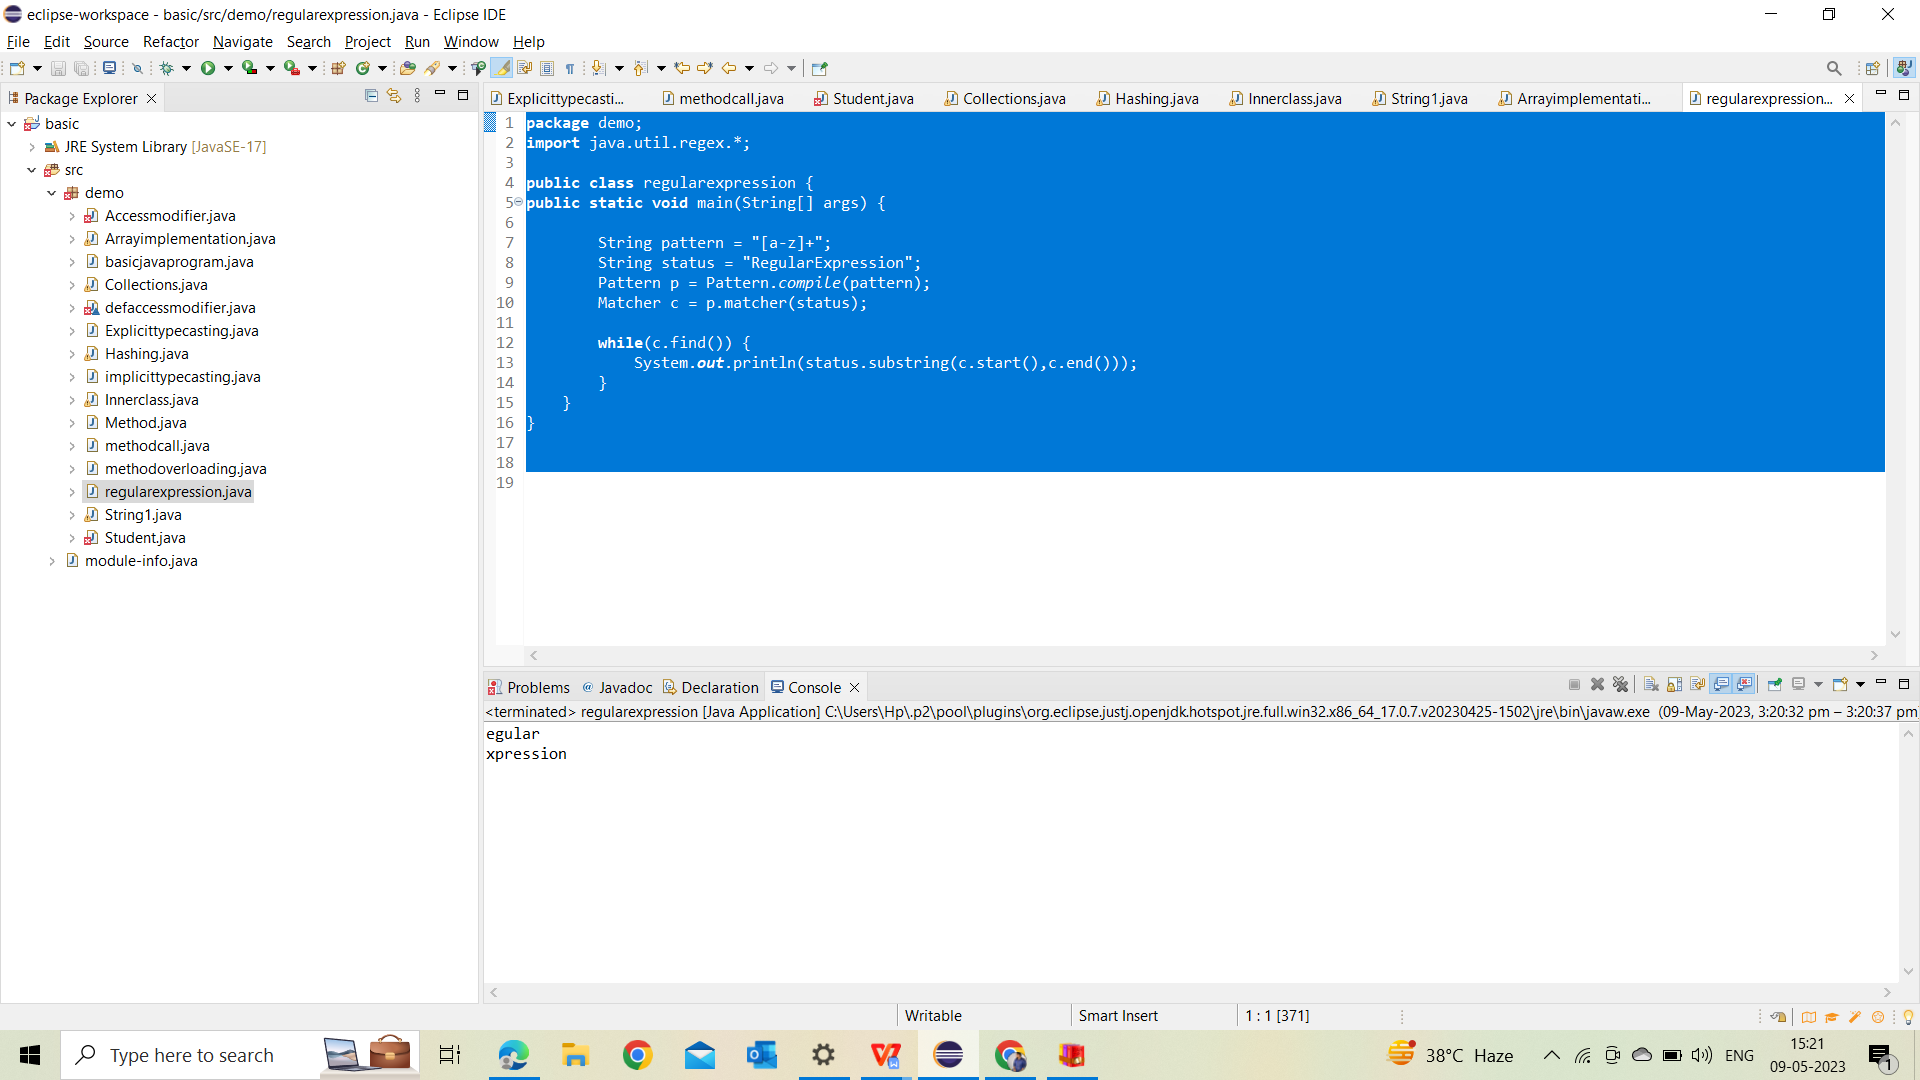 eclipse-workspace - basic/src/demo/regularexpression.java - Eclipse IDE
File Edit Source Refactor Navigate Search Project Run Window Help
Package Explorer
basic
JRE System Library [JavaSE-17]
src
demo
Accessmodifier.java
Arrayimplementation.java
basicjavaprogram.java
Collections.java
defaccessmodifier.java
Explicittypecasting.java
Hashing.java
implicittypecasting.java
Innerclass.java
Method.java
methodcall.java
methodoverloading.java
regularexpression.java
String1.java
Student.java
module-info.java
Explicittypecasti... methodcall.java Student.java Collections.java Hashing.java Innerclass.java String1.java Arrayimplementati... regularexpression...
1 package demo;
2 import java.util.regex.*;
3
4 public class regularexpression {
5 public static void main(String[] args) {
6
7 String pattern = "[a-z]+";
8 String status = "RegularExpression";
9 Pattern p = Pattern.compile(pattern);
10 Matcher c = p.matcher(status);
11
12 while(c.find()) {
13 System.out.println(status.substring(c.start(),c.end()));
14 }
15 }
16 }
17
18
19
Problems Javadoc Declaration Console
<terminated> regularexpression [Java Application] C:\Users\Hp\.p2\pool\plugins\org.eclipse.justj.openjdk.hotspot.jre.full.win32.x86_64_17.0.7.v20230425-1502\jre\bin\javaw.exe (09-May-2023, 3:20:32 pm – 3:20:37 pm
egular
xpression
Writable Smart Insert 1 : 1 [371]
Type here to search
38°C Haze ENG 15:21
09-05-2023
1